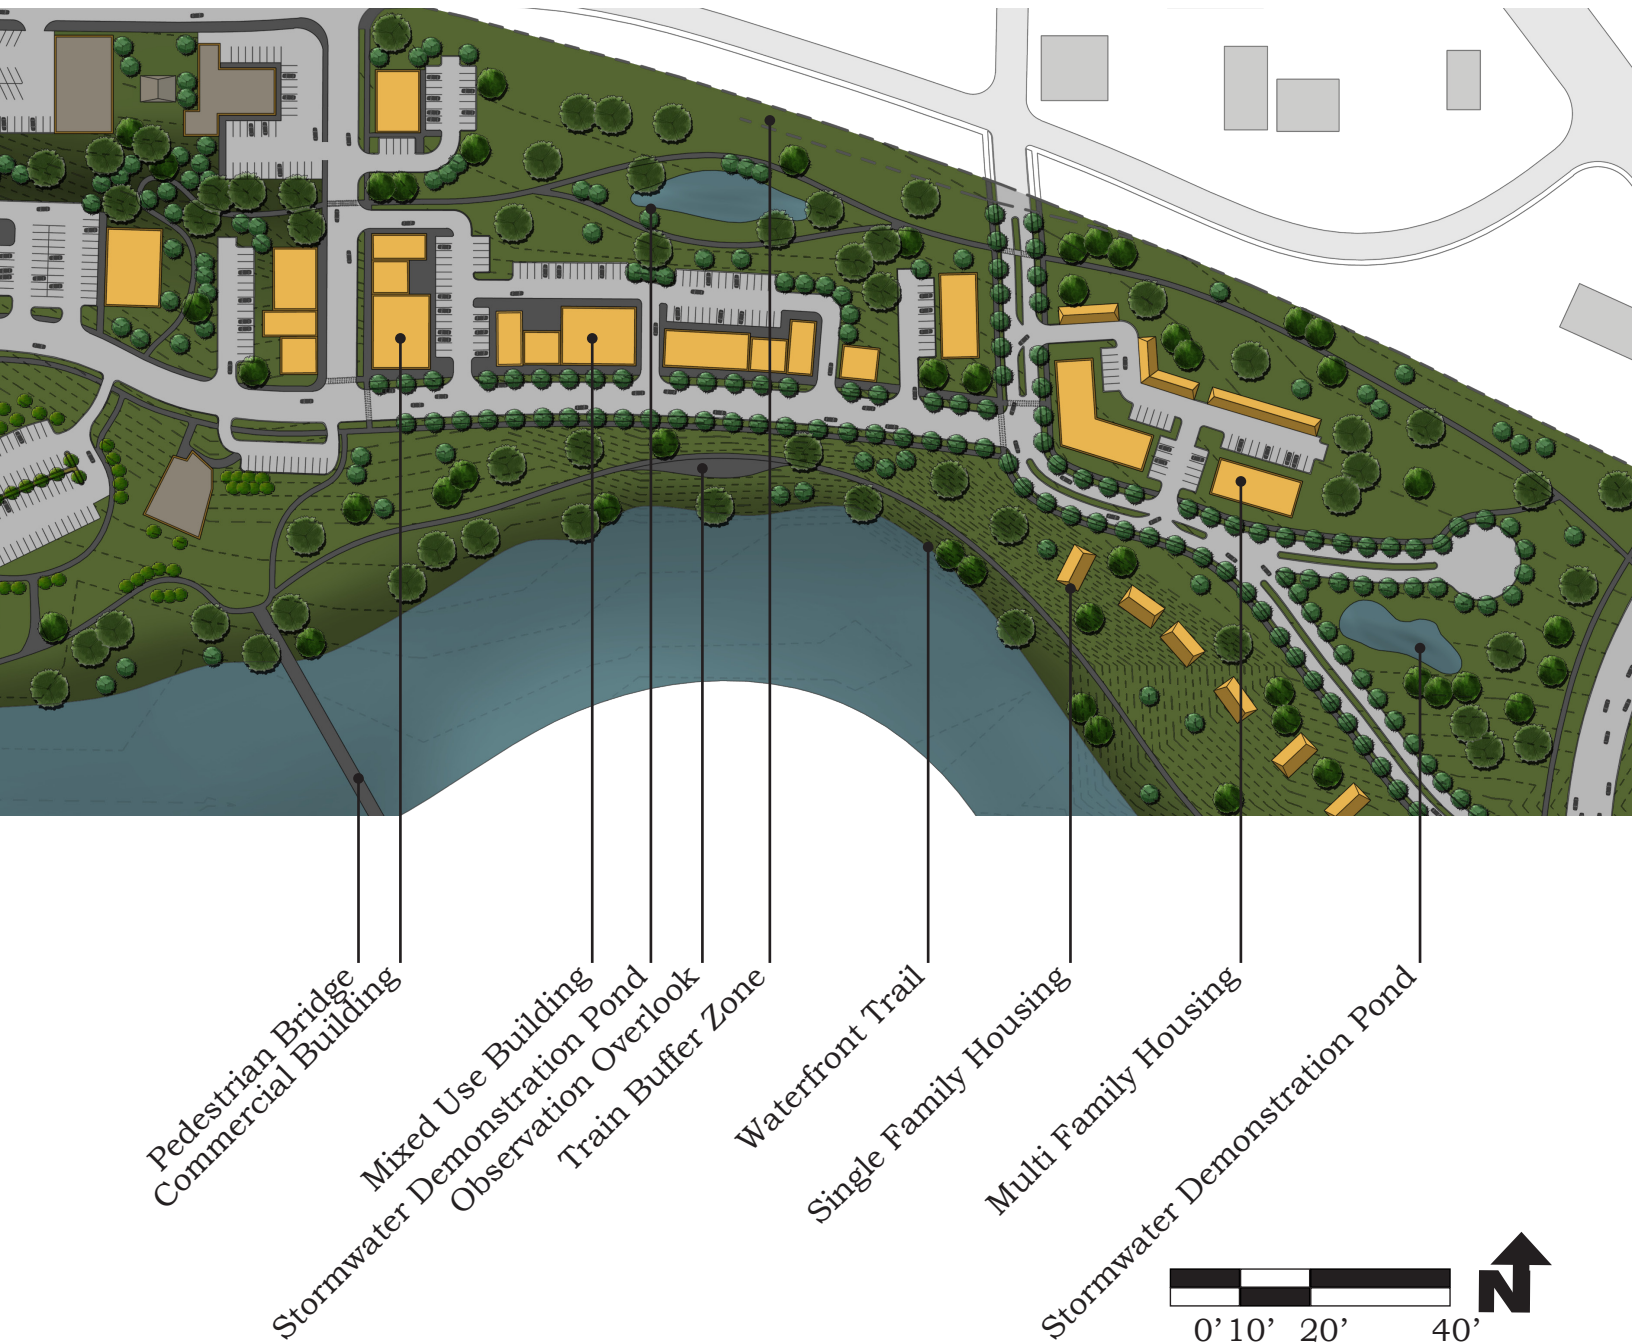 Pedestrian Bridge
Commercial Building
Mixed Use Building
Stormwater Demonstration Pond
Observation Overlook
Train Buffer Zone
Waterfront Trail
Single Family Housing
Multi Family Housing
Stormwater Demonstration Pond
N
0’ 10’ 20’ 40’